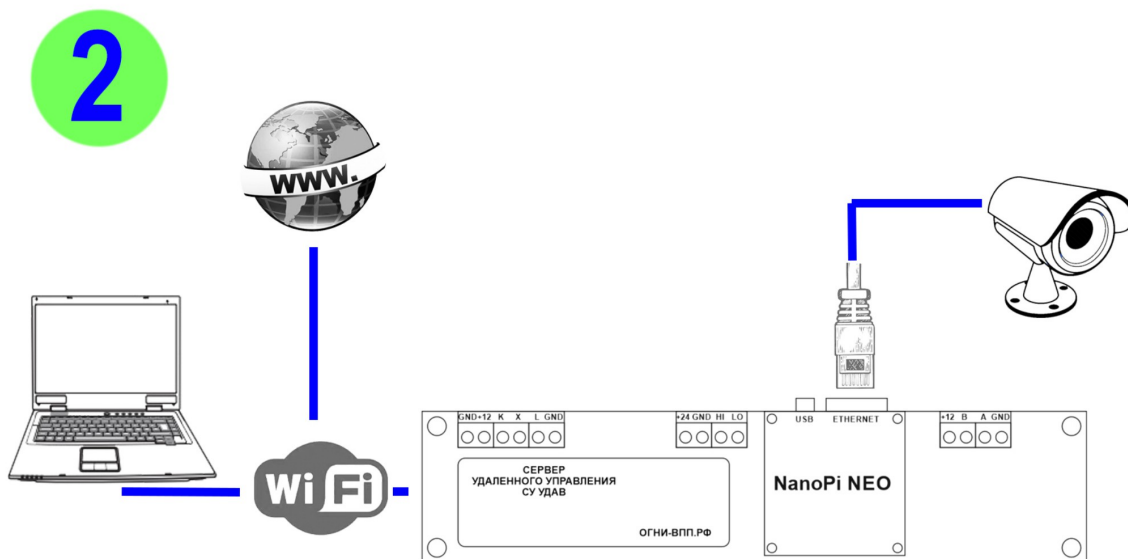 2
WWW.
Wi Fi
GND +12 K X L GND
+24 GND HI LO
USB ETHERNET
+12 B A GND
СЕРВЕР
УДАЛЕННОГО УПРАВЛЕНИЯ
СУ УДАВ
ОГНИ-ВПП.РФ
NanoPi NEO